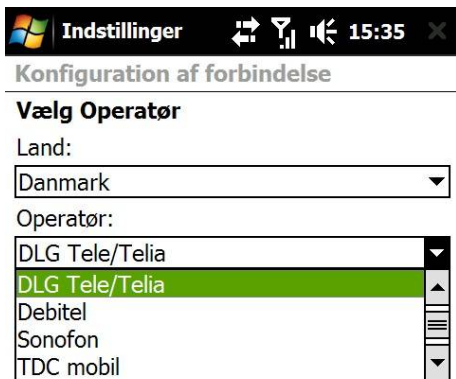 Indstillinger 15:35
Konfiguration af forbindelse
Vælg Operatør
Land:
Danmark
Operatør:
DLG Tele/Telia
DLG Tele/Telia
Debitel
Sonofon
TDC mobil